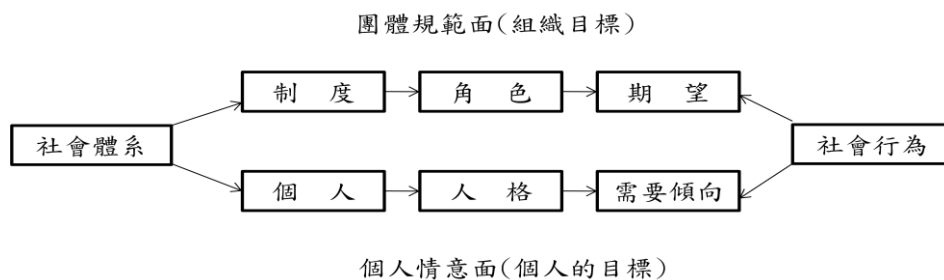 團體規範面(組織目標)
制 度
角 色
期 望
社會體系
社會行為
個 人
人 格
需要傾向
個人情意面(個人的目標)